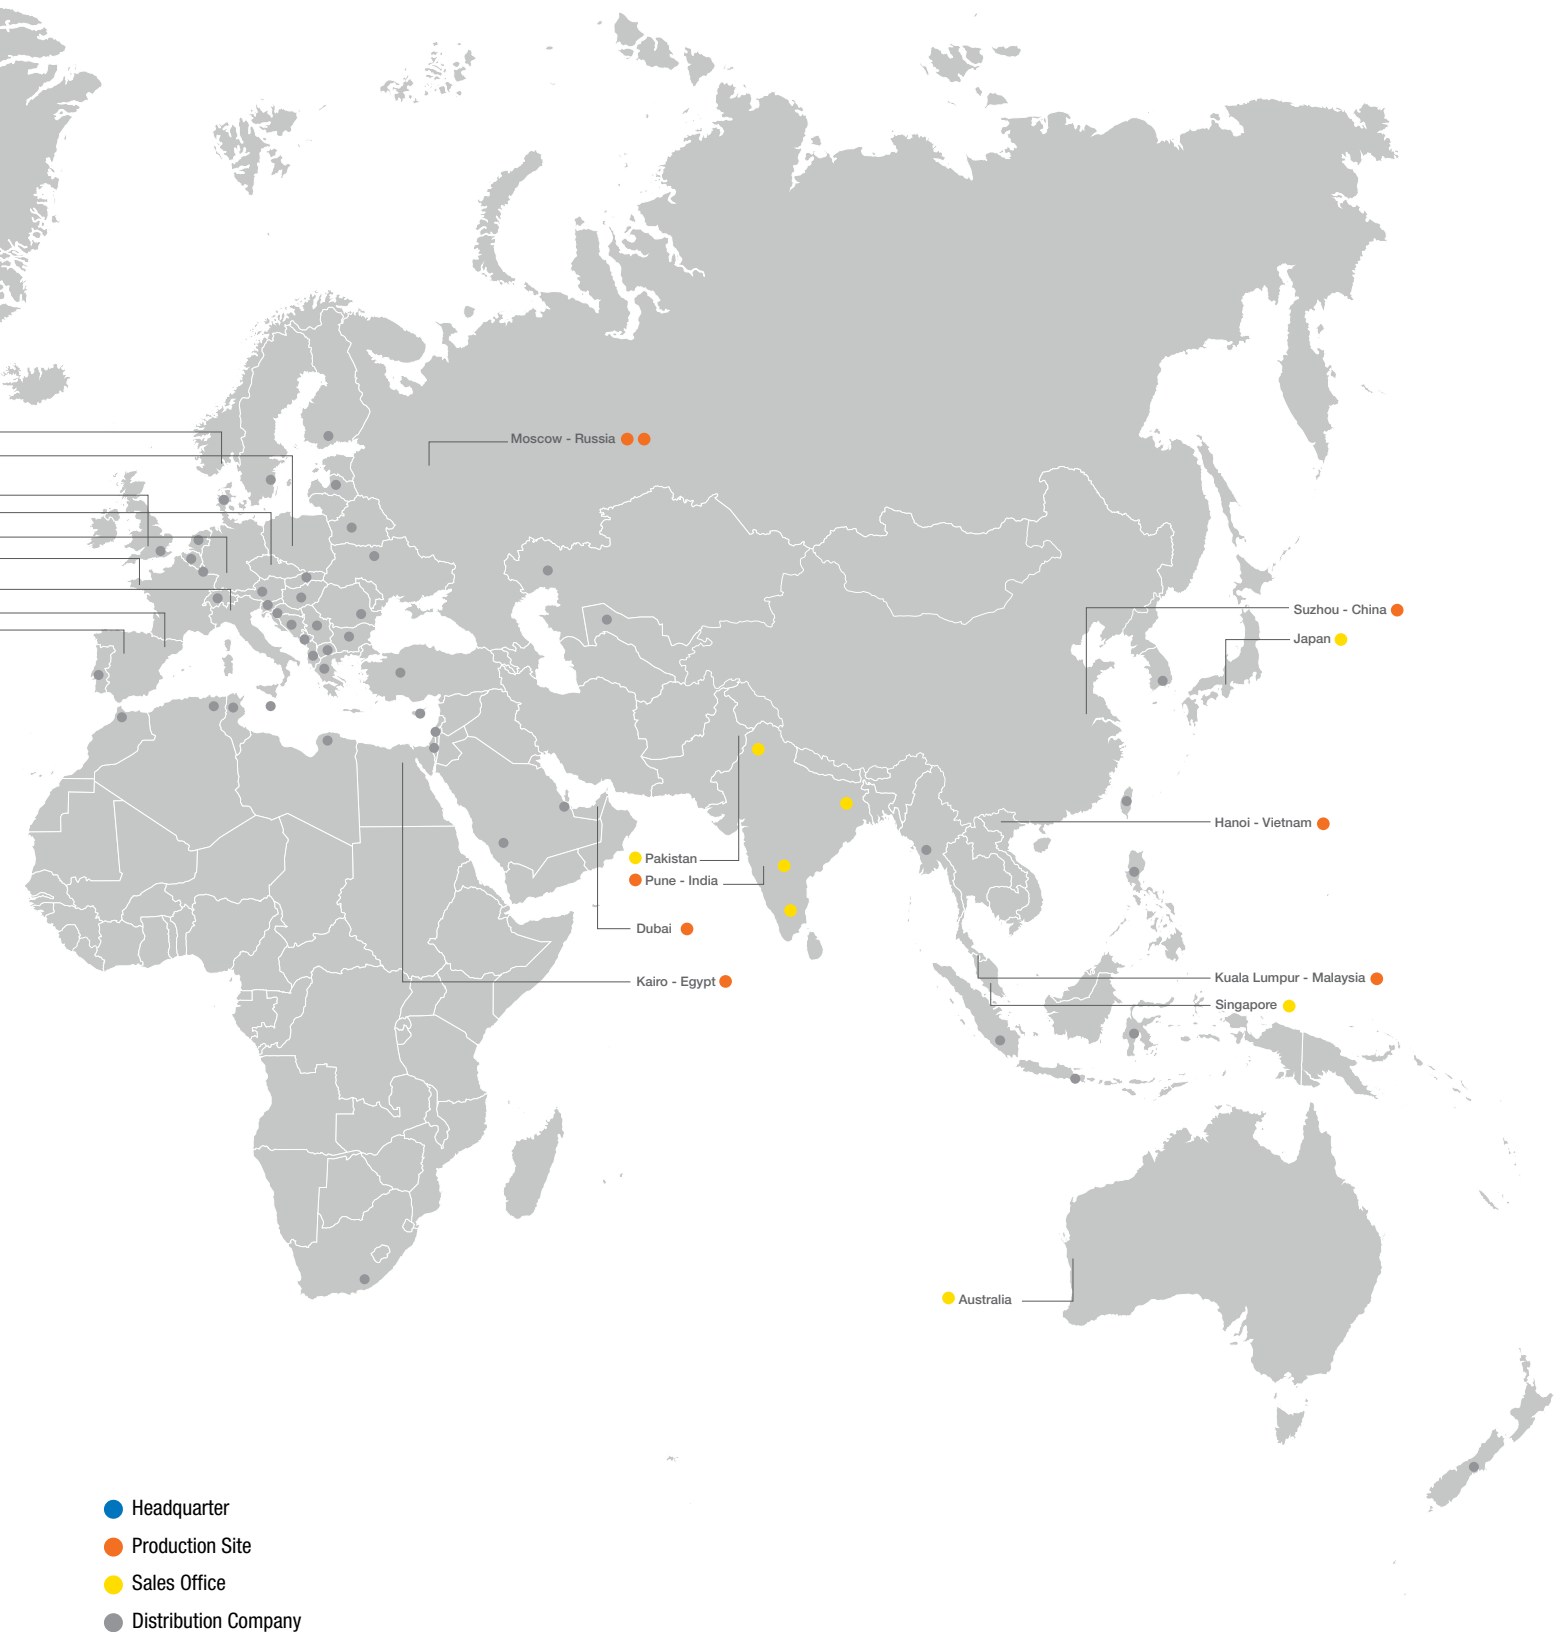 Moscow - Russia
Suzhou - China
Japan
Hanoi - Vietnam
Pakistan
Pune - India
Dubai
Kairo - Egypt
Kuala Lumpur - Malaysia
Singapore
Australia
Headquarter
Production Site
Sales Office
Distribution Company